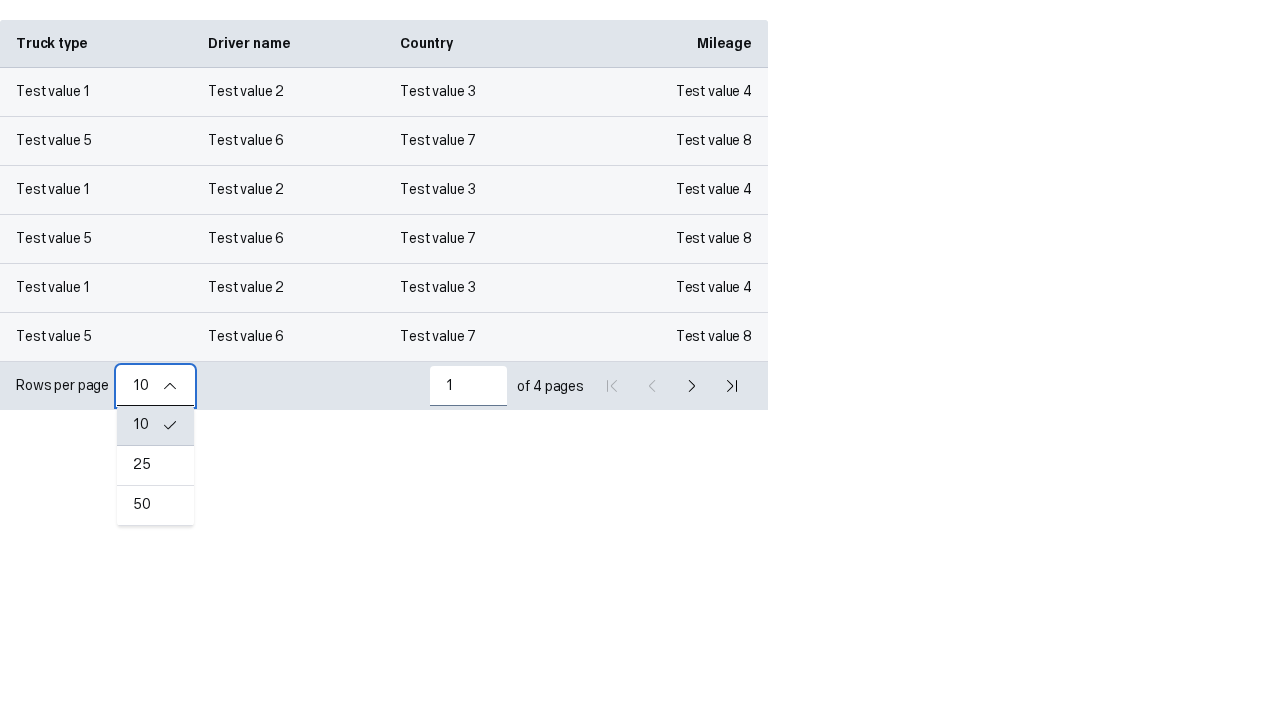 Truck type Driver name Country Mileage
Test value 1 Test value 2 Test value 3 Test value 4
Test value 5 Test value 6 Test value 7 Test value 8
Test value 1 Test value 2 Test value 3 Test value 4
Test value 5 Test value 6 Test value 7 Test value 8
Test value 1 Test value 2 Test value 3 Test value 4
Test value 5 Test value 6 Test value 7 Test value 8
Rows per page 10 1 of 4 pages
10
25
50